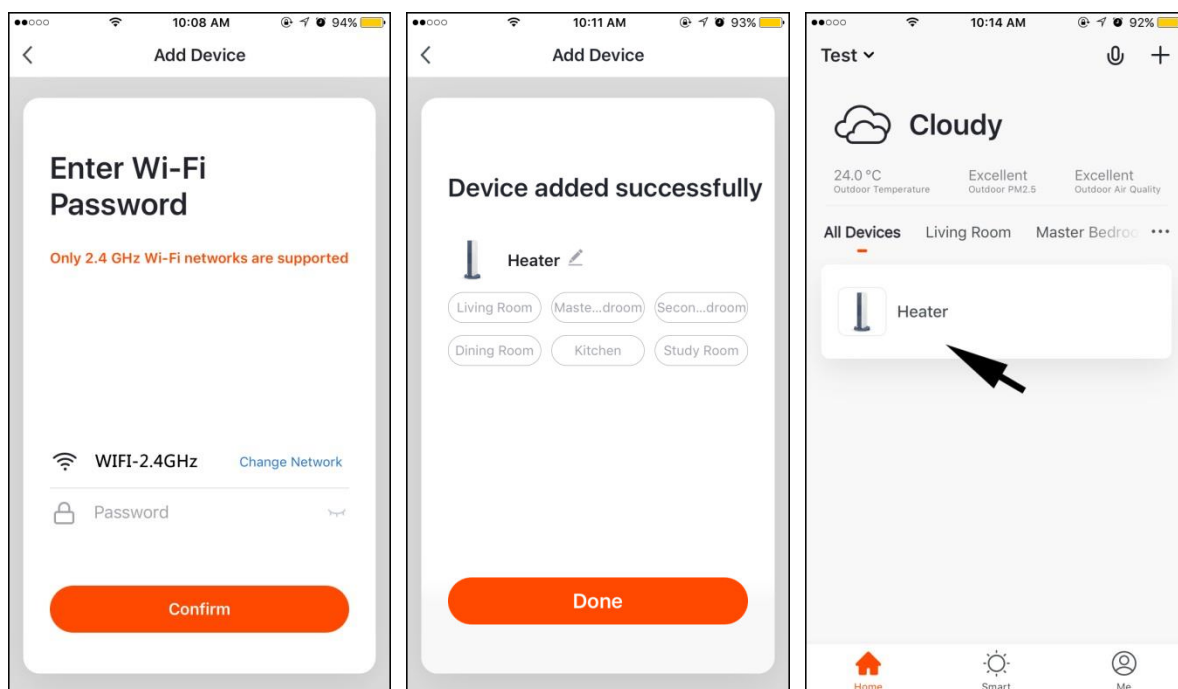 10:08 AM 94%
Add Device
Enter Wi-Fi
Password
Only 2.4 GHz Wi-Fi networks are supported
WIFI-2.4GHz Change Network
Password
Confirm
10:11 AM 93%
Add Device
Device added successfully
Heater
Living Room Maste...droom Secon...droom
Dining Room Kitchen Study Room
Done
10:14 AM 92%
Test
Cloudy
24.0 °C Excellent Excellent
Outdoor Temperature Outdoor PM2.5 Outdoor Air Quality
All Devices Living Room Master Bedroo ...
Heater
Home Smart Me